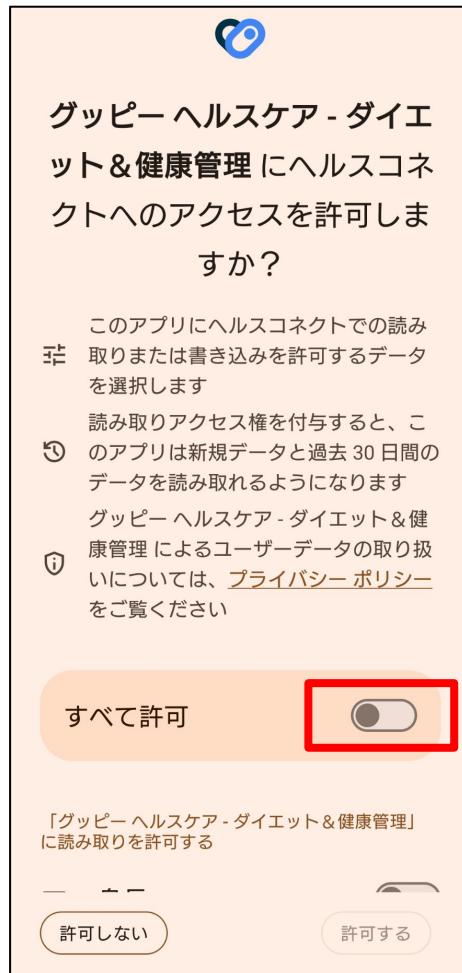 グッピー ヘルスケア - ダイエ
ット＆健康管理 にヘルスコネ
クトへのアクセスを許可しま
すか？
このアプリにヘルスコネクトでの読み
取りまたは書き込みを許可するデータ
を選択します
読み取りアクセス権を付与すると、こ
のアプリは新規データと過去 30 日間の
データを読み取れるようになります
グッピー ヘルスケア - ダイエット＆健
康管理 によるユーザーデータの取り扱
いについては、プライバシー ポリシー
をご覧ください
すべて許可
「グッピー ヘルスケア - ダイエット＆健康管理」
に読み取りを許可する
許可しない
許可する